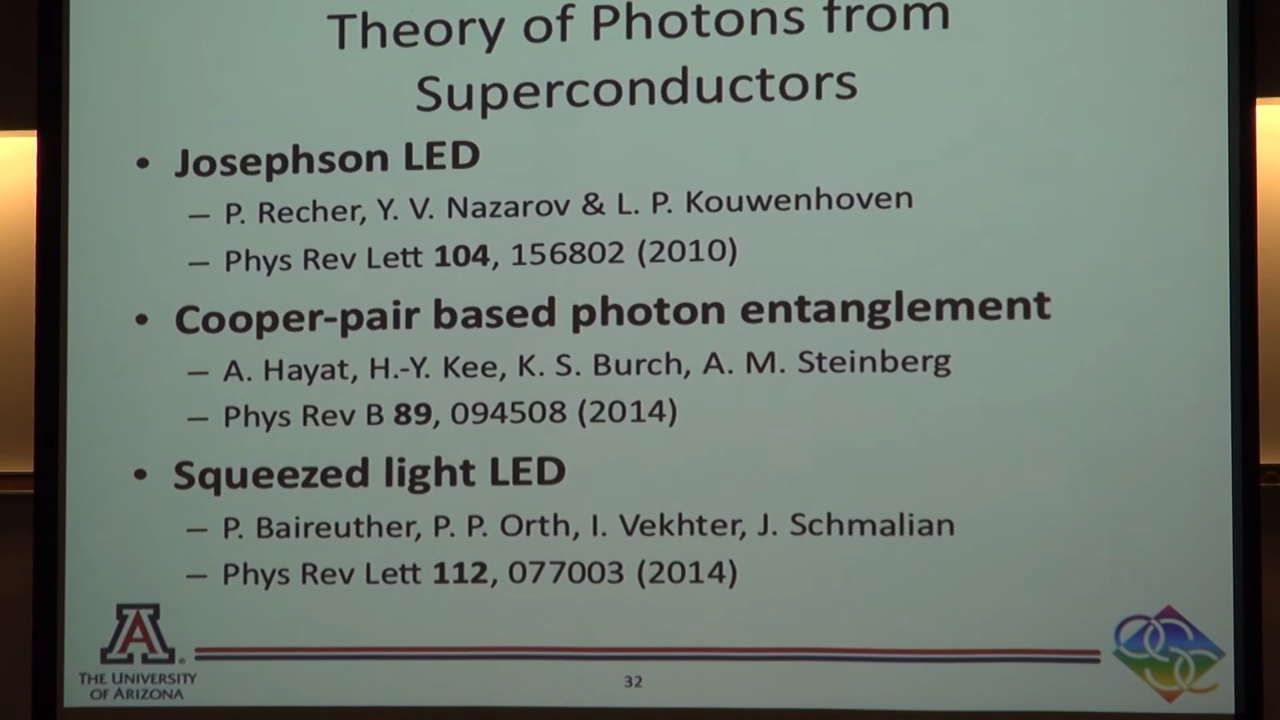 Theory of Photons from
Superconductors
• Josephson LED
– P. Recher, Y. V. Nazarov & L. P. Kouwenhoven
– Phys Rev Lett 104, 156802 (2010)
• Cooper-pair based photon entanglement
– A. Hayat, H.-Y. Kee, K. S. Burch, A. M. Steinberg
– Phys Rev B 89, 094508 (2014)
• Squeezed light LED
– P. Baireuther, P. P. Orth, I. Vekhter, J. Schmalian
– Phys Rev Lett 112, 077003 (2014)
A
THE UNIVERSITY
OF ARIZONA
32
OSC